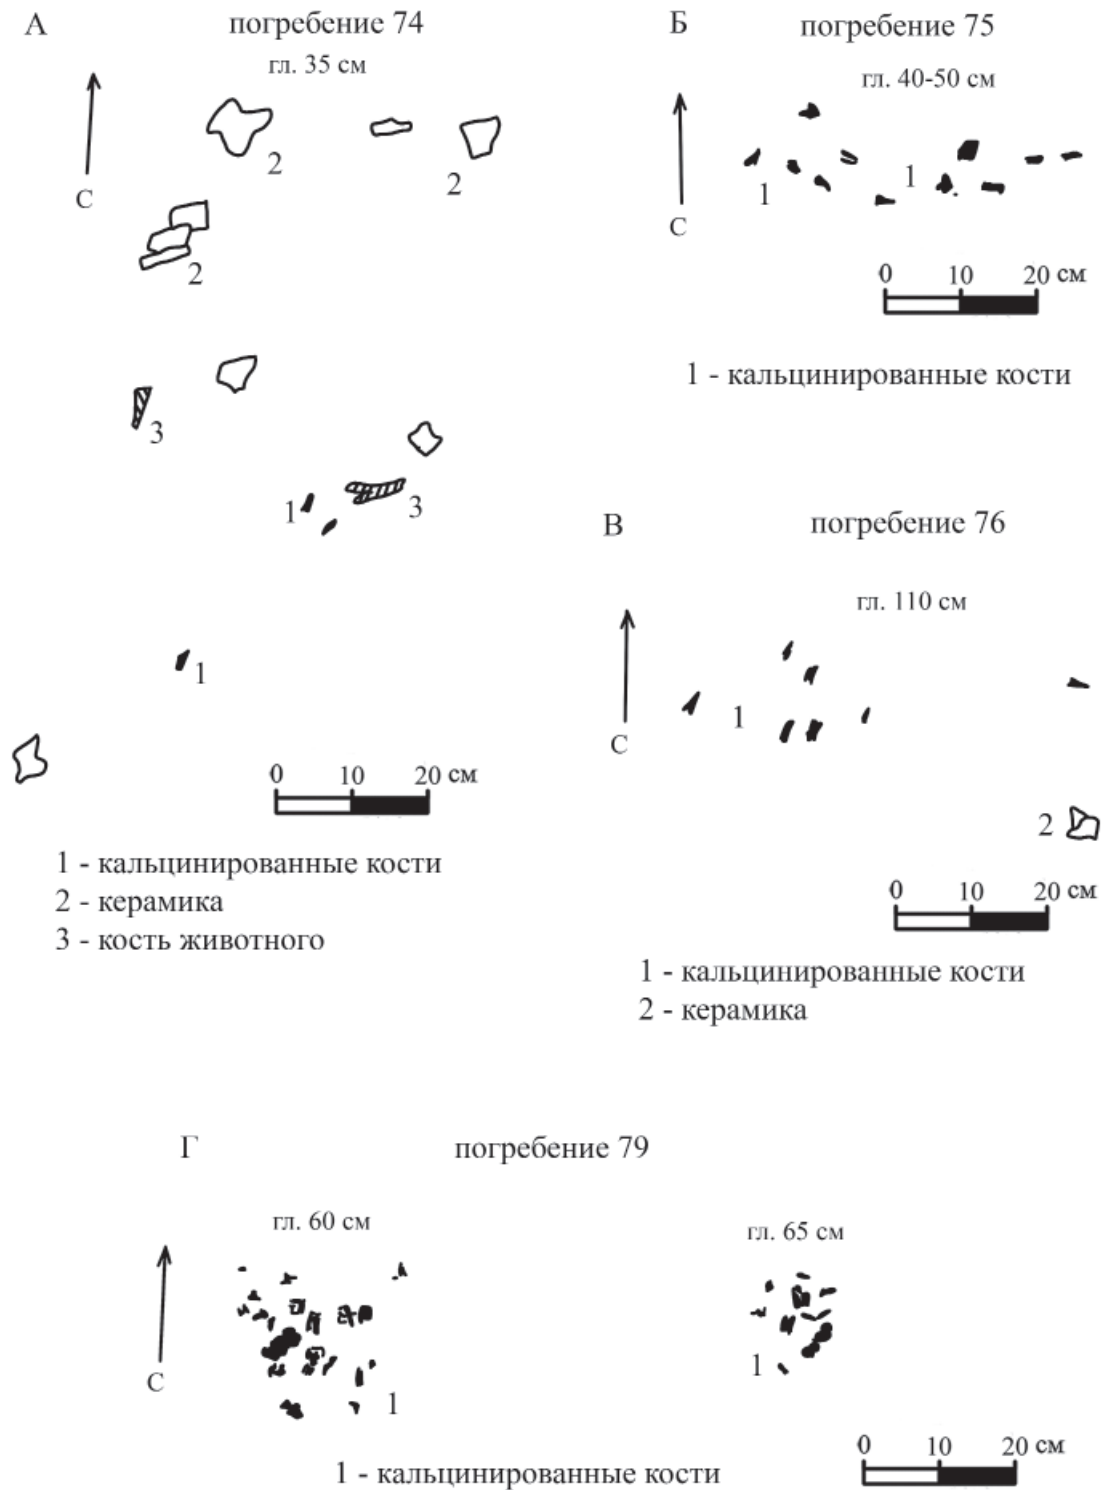 А
погребение 74
гл. 35 см
С
2
2
2
3
1
3
1
0 10 20 см
1 - кальцинированные кости
2 - керамика
3 - кость животного
Б
погребение 75
гл. 40-50 см
С
1
1
0 10 20 см
1 - кальцинированные кости
В
погребение 76
гл. 110 см
С
1
2
0 10 20 см
1 - кальцинированные кости
2 - керамика
Г
погребение 79
гл. 60 см
гл. 65 см
С
1
1
0 10 20 см
1 - кальцинированные кости